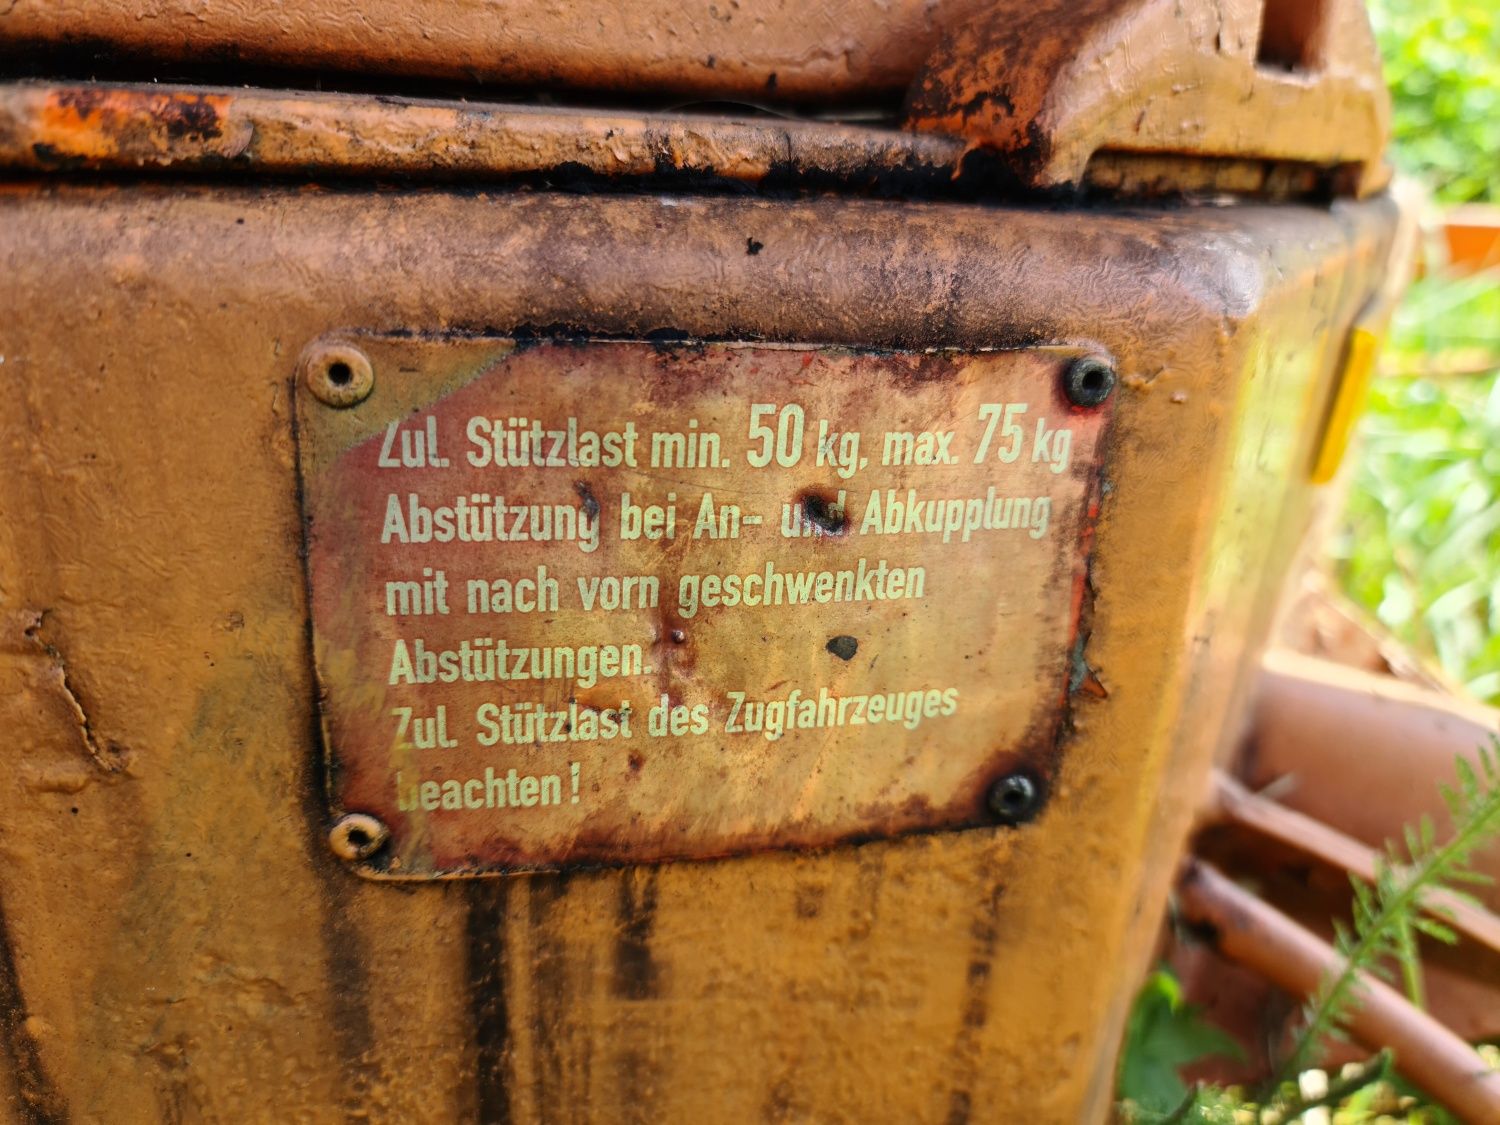 Zul. Stützlast min. 50 kg, max. 75 kg
Abstützung bei An- und Abkupplung
mit nach vorn geschwenkten
Abstützungen.
Zul. Stützlast des Zugfahrzeuges
beachten!